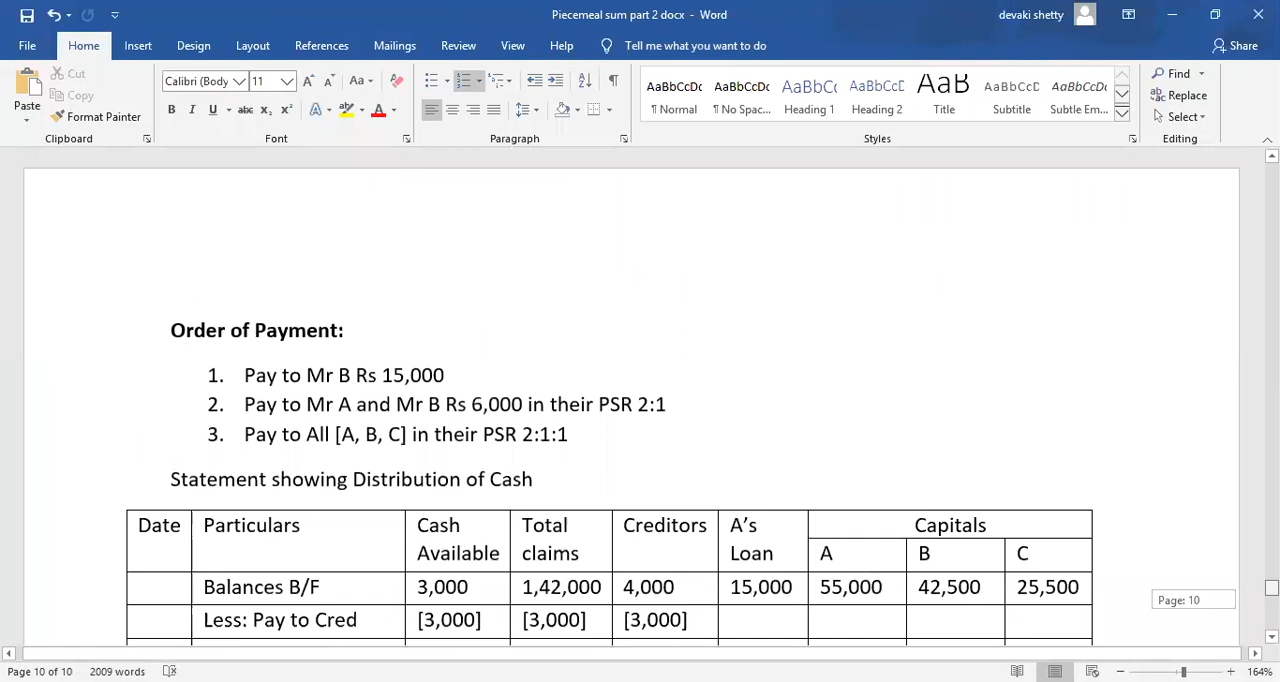 Piecemeal sum part 2 docx - Word
devaki shetty
File Home Insert Design Layout References Mailings Review View Help Tell me what you want to do Share
Cut
Copy
Paste
Format Painter
Clipboard
Calibri (Body 11
Font
Paragraph
AaBbCcDc AaBbCcDc AaBbCc AaBbCcD AaB AaBbCcD AaBbCcDc
¶ Normal ¶ No Spac... Heading 1 Heading 2 Title Subtitle Subtle Em...
Styles
Find
Replace
Select
Editing
Order of Payment:
1. Pay to Mr B Rs 15,000
2. Pay to Mr A and Mr B Rs 6,000 in their PSR 2:1
3. Pay to All [A, B, C] in their PSR 2:1:1
Statement showing Distribution of Cash
Date Particulars Cash Available Total claims Creditors A’s Loan Capitals
A B C
Balances B/F 3,000 1,42,000 4,000 15,000 55,000 42,500 25,500
Less: Pay to Cred [3,000] [3,000] [3,000]
Page: 10
Page 10 of 10 2009 words 164%